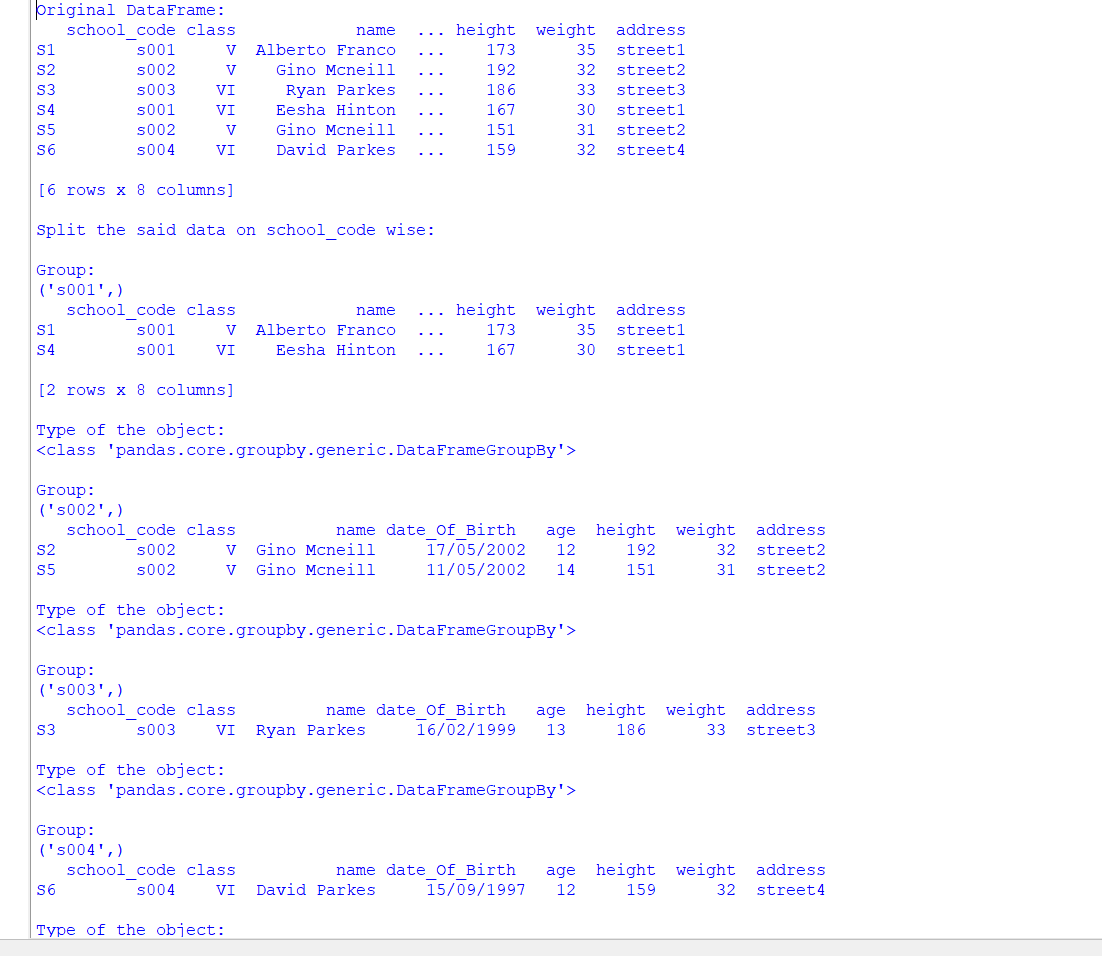 Original DataFrame:
   school_code class            name  ... height  weight  address
S1        s001     V  Alberto Franco  ...    173      35  street1
S2        s002     V    Gino Mcneill  ...    192      32  street2
S3        s003    VI     Ryan Parkes  ...    186      33  street3
S4        s001    VI    Eesha Hinton  ...    167      30  street1
S5        s002     V    Gino Mcneill  ...    151      31  street2
S6        s004    VI    David Parkes  ...    159      32  street4

[6 rows x 8 columns]

Split the said data on school_code wise:

Group:
('s001',)
   school_code class            name  ... height  weight  address
S1        s001     V  Alberto Franco  ...    173      35  street1
S4        s001    VI    Eesha Hinton  ...    167      30  street1

[2 rows x 8 columns]

Type of the object:
<class 'pandas.core.groupby.generic.DataFrameGroupBy'>

Group:
('s002',)
   school_code class          name date_Of_Birth   age  height  weight  address
S2        s002     V  Gino Mcneill     17/05/2002   12     192      32  street2
S5        s002     V  Gino Mcneill     11/05/2002   14     151      31  street2

Type of the object:
<class 'pandas.core.groupby.generic.DataFrameGroupBy'>

Group:
('s003',)
   school_code class         name date_Of_Birth   age  height  weight  address
S3        s003    VI  Ryan Parkes     16/02/1999   13     186      33  street3

Type of the object:
<class 'pandas.core.groupby.generic.DataFrameGroupBy'>

Group:
('s004',)
   school_code class          name date_Of_Birth   age  height  weight  address
S6        s004    VI  David Parkes     15/09/1997   12     159      32  street4

Type of the object: